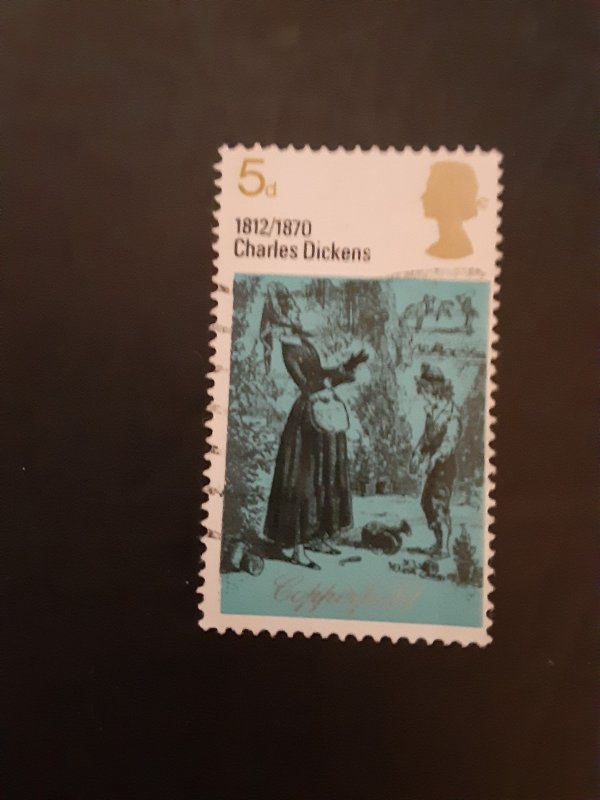 5d
1812/1870
Charles Dickens
Copperfield